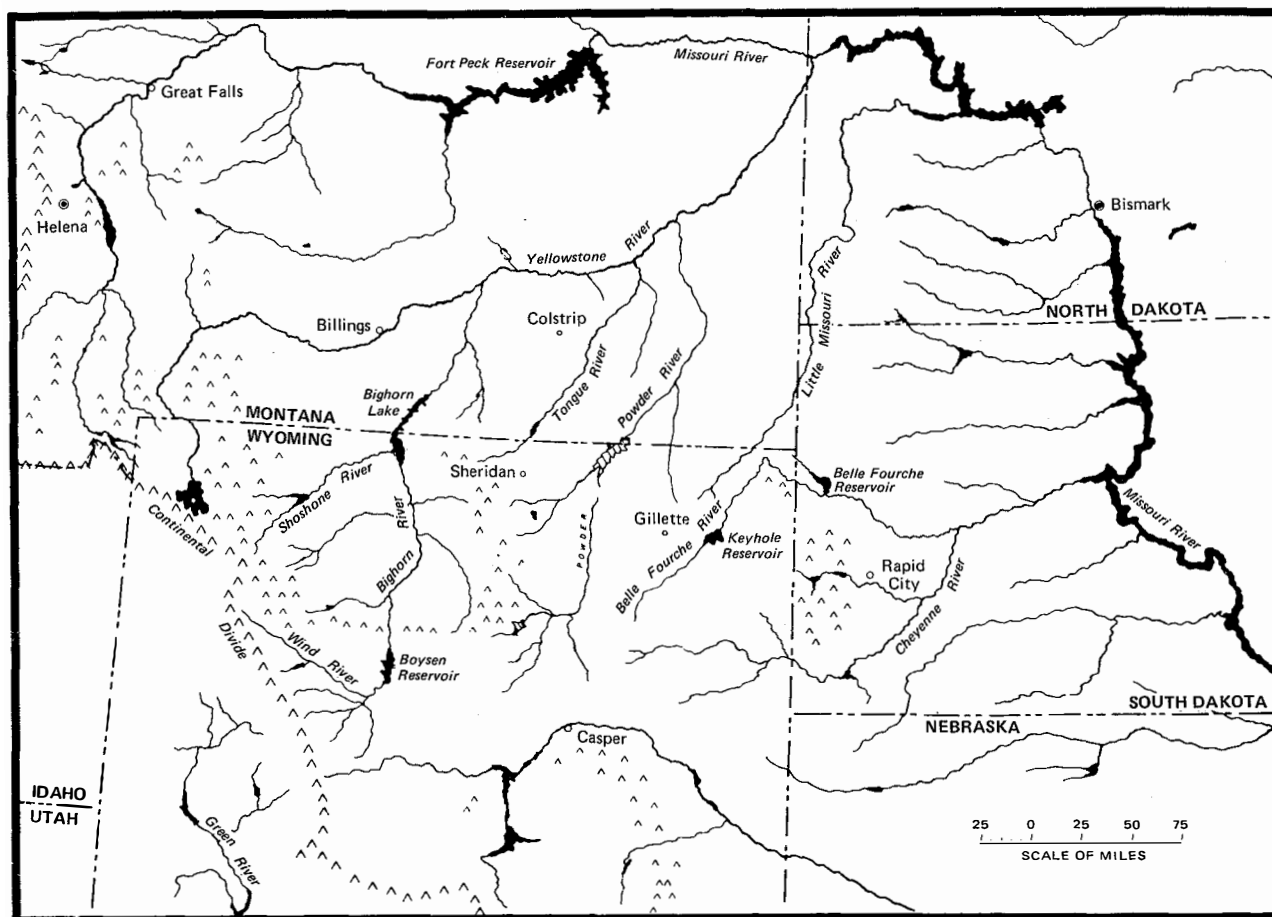 Fort Peck Reservoir
Missouri River
Great Falls
Bismark
Helena
Yellowstone River
Little Missouri River
NORTH DAKOTA
Billings
Colstrip
Tongue River
Powder River
Bighorn
Lake
MONTANA
WYOMING
Sheridan
Belle Fourche
Reservoir
Shoshone River
Continental
Divide
Bighorn River
POWDER
Gillette
Belle Fourche River
Keyhole
Reservoir
Missouri River
Rapid
City
Cheyenne River
Wind River
Boysen
Reservoir
SOUTH DAKOTA
NEBRASKA
Casper
IDAHO
UTAH
Green River
25 0 25 50 75
SCALE OF MILES